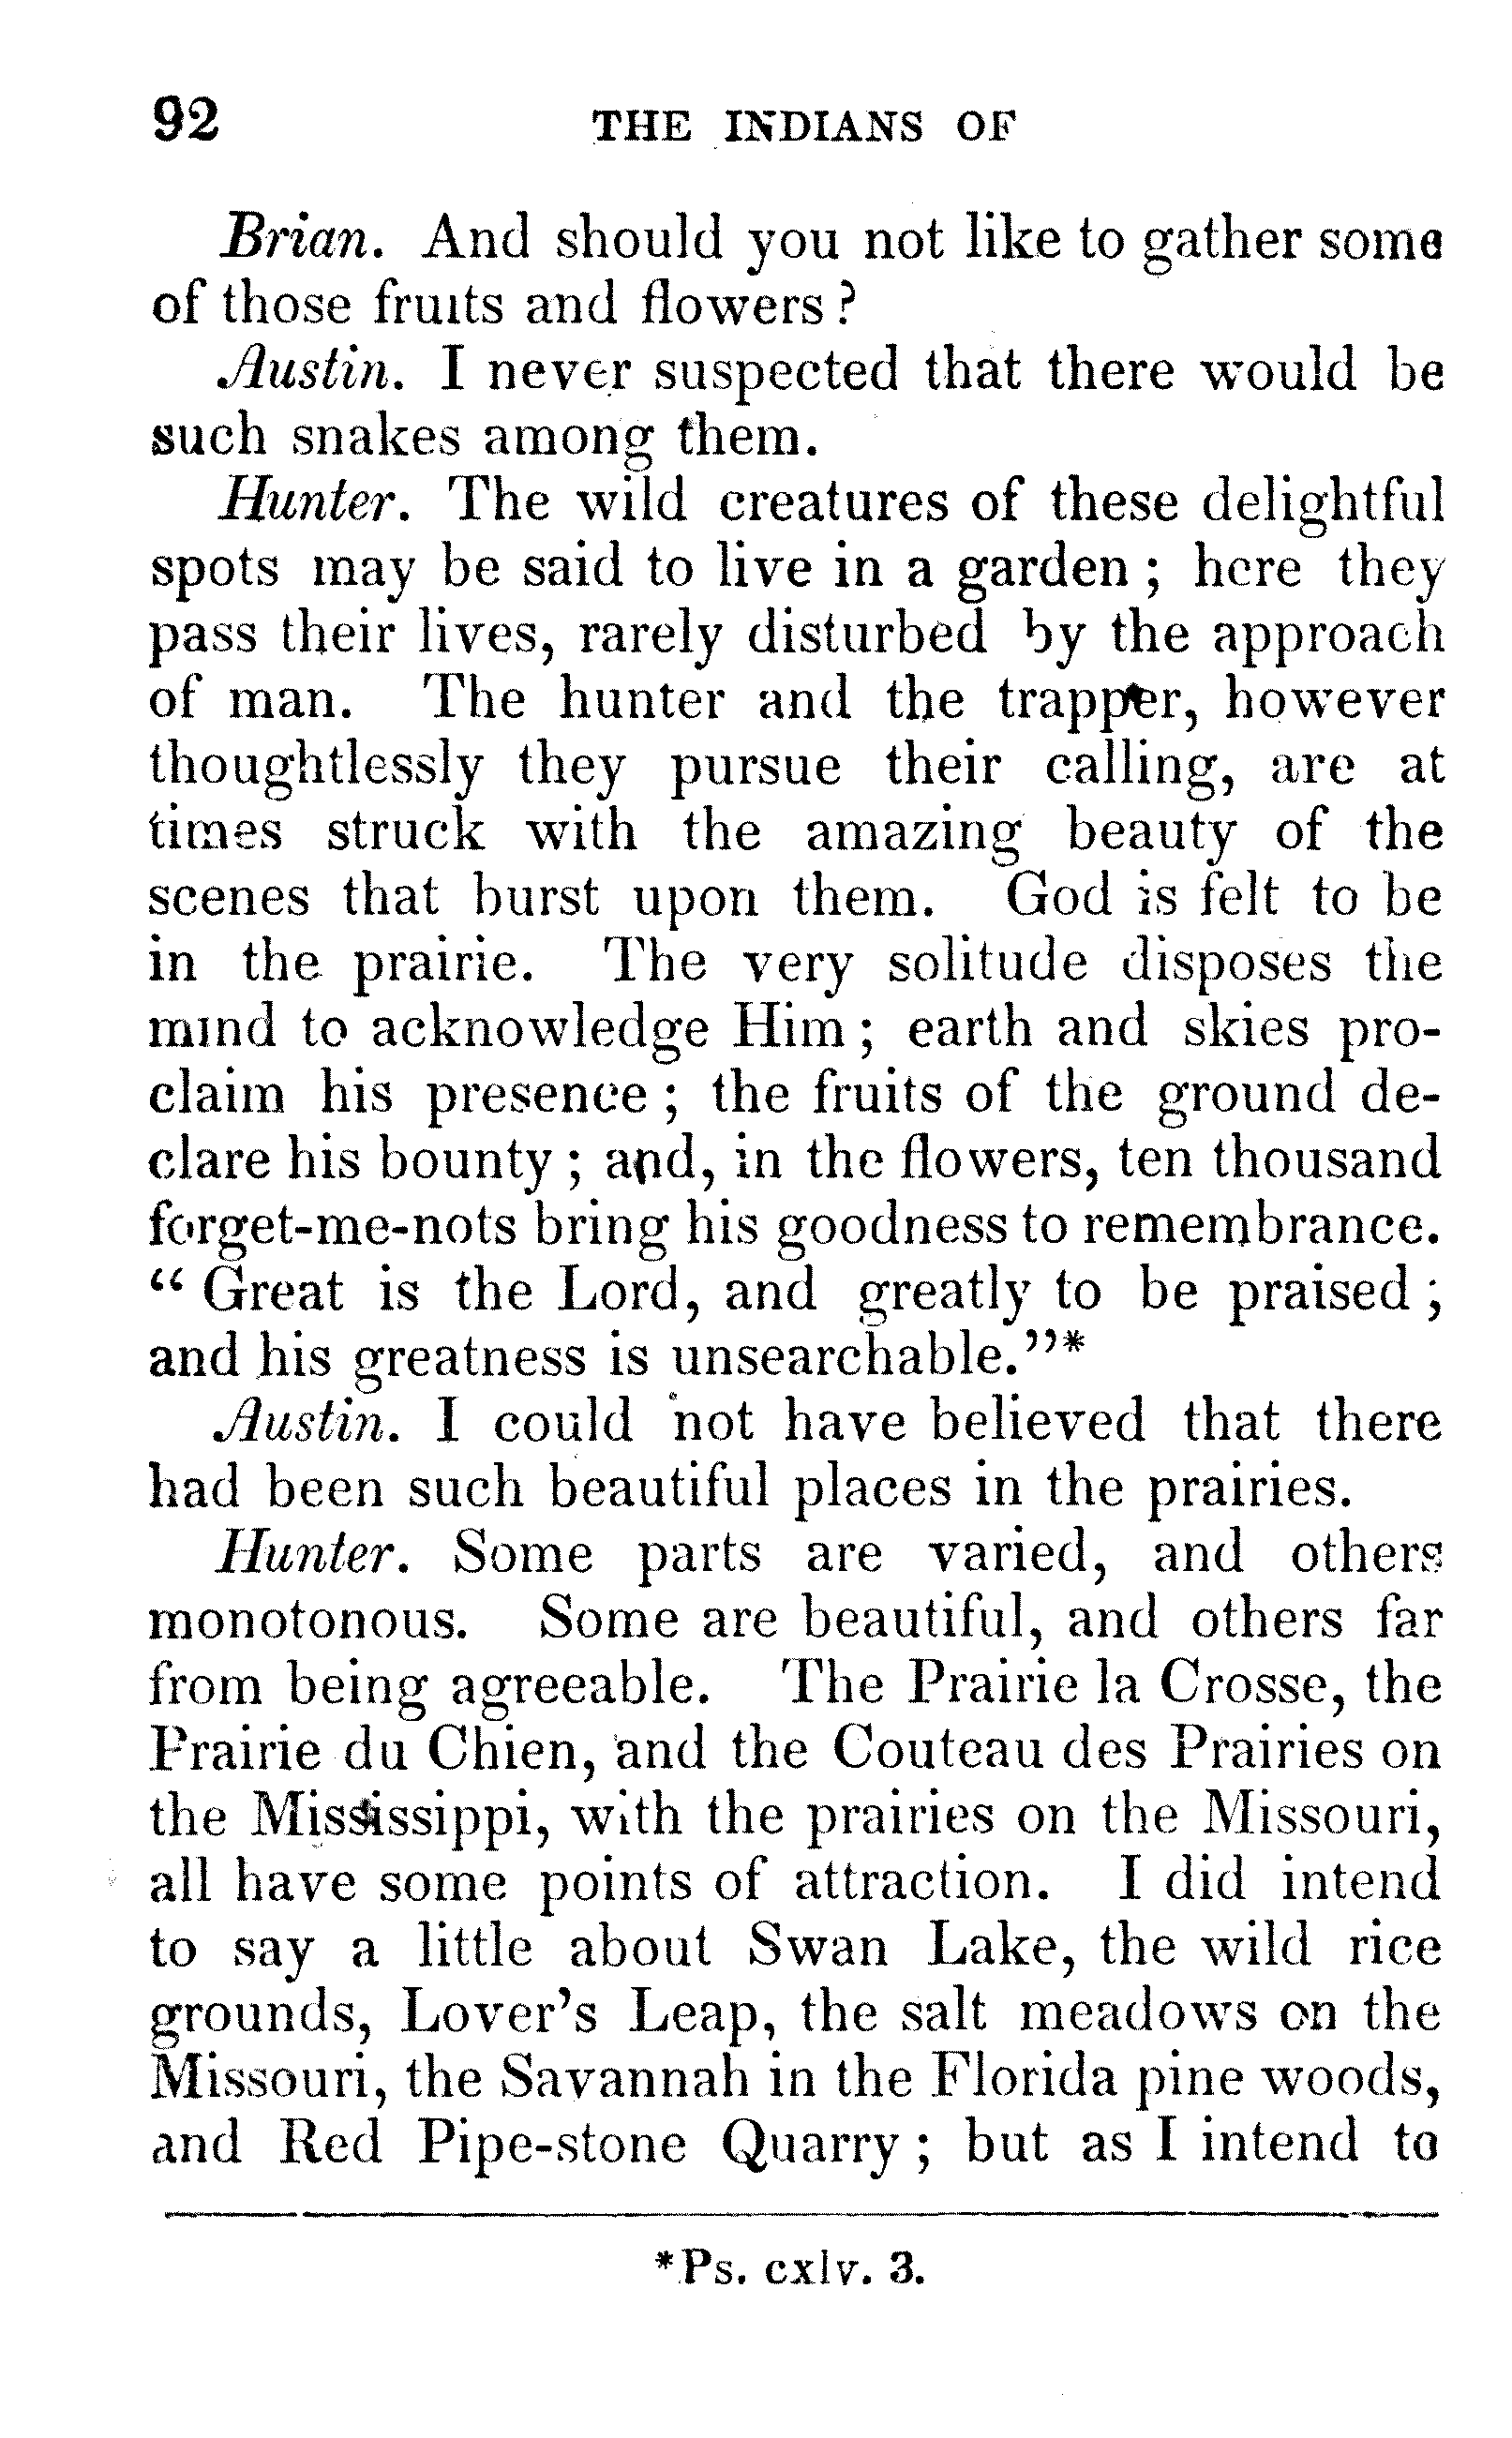 92 THE INDIANS OF
Brian. And should you not like to gather some
of those fruits and flowers ?
Austin. I never suspected that there would be
such snakes among them.
Hunter. The wild creatures of these delightful
spots may be said to live in a garden ; here they
pass their lives, rarely disturbed by the approach
of man. The hunter and the trapper, however
thoughtlessly they pursue their calling, are at
times struck with the amazing beauty of the
scenes that burst upon them. God is felt to be
in the prairie. The very solitude disposes the
mind to acknowledge Him ; earth and skies pro-
claim his presence ; the fruits of the ground de-
clare his bounty ; and, in the flowers, ten thousand
forget-me-nots bring his goodness to remembrance.
“ Great is the Lord, and greatly to be praised ;
and his greatness is unsearchable.”*
Austin. I could not have believed that there
had been such beautiful places in the prairies.
Hunter. Some parts are varied, and others
monotonous. Some are beautiful, and others far
from being agreeable. The Prairie la Crosse, the
Prairie du Chien, and the Couteau des Prairies on
the Mississippi, with the prairies on the Missouri,
all have some points of attraction. I did intend
to say a little about Swan Lake, the wild rice
grounds, Lover’s Leap, the salt meadows on the
Missouri, the Savannah in the Florida pine woods,
and Red Pipe-stone Quarry ; but as I intend to
*Ps. cxlv. 3.